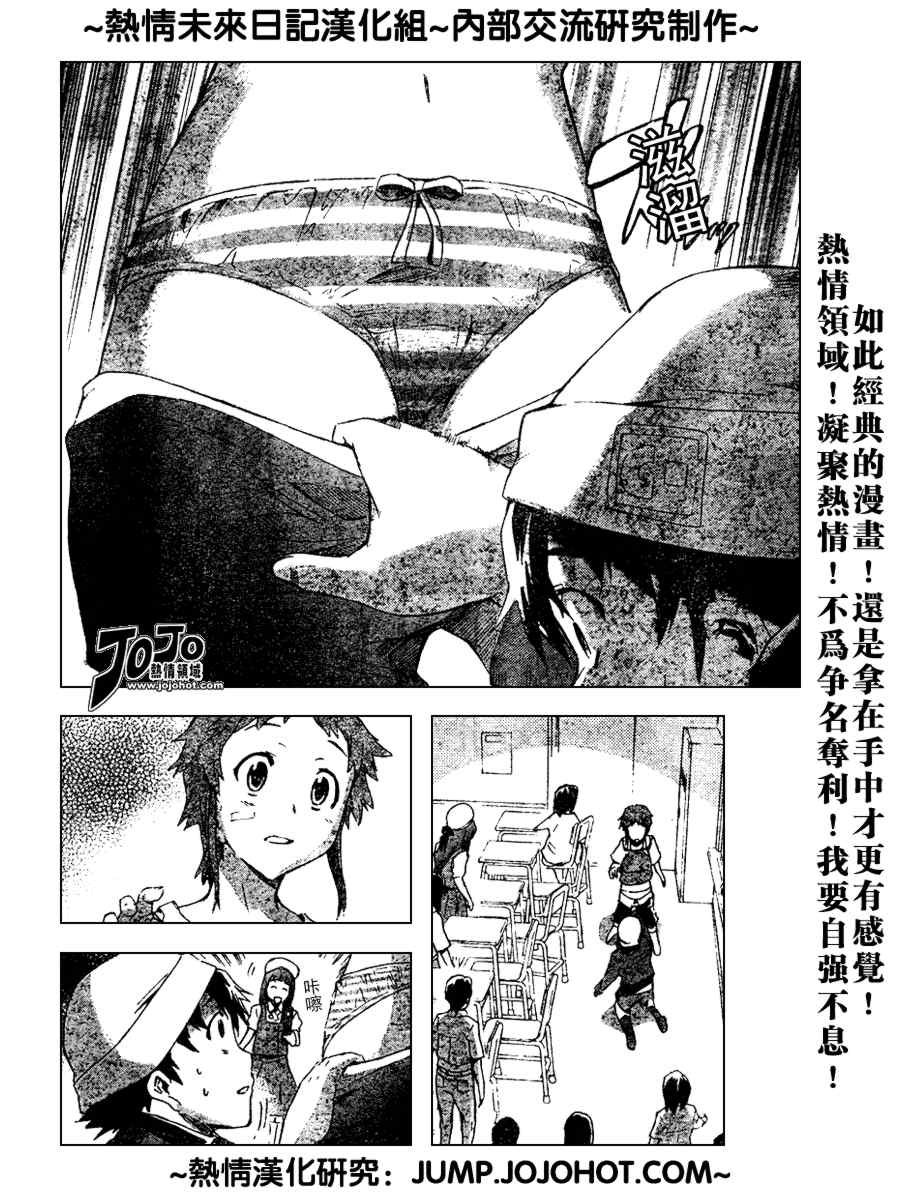 ~熱情未來日記漢化組~內部交流研究制作~
滋溜
如此經典的漫畫！還是拿在手中才更有感覺！
熱情領域！凝聚熱情！不爲争名奪利！我要自强不息！
JOJO
熱情領域
www.jojohot.com
咔嚓
~熱情漢化研究：JUMP.JOJOHOT.COM~